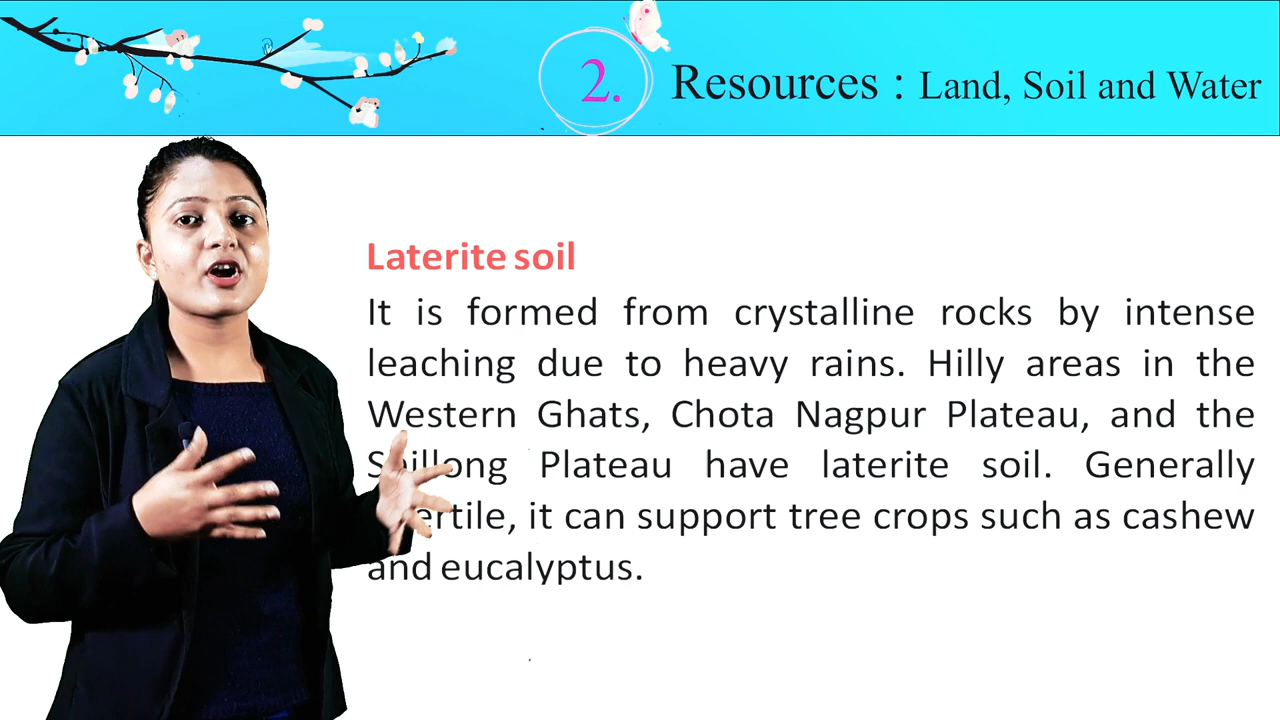 2. Resources : Land, Soil and Water
Laterite soil
It is formed from crystalline rocks by intense
leaching due to heavy rains. Hilly areas in the
Western Ghats, Chota Nagpur Plateau, and the
Plateau have laterite soil. Generally
it can support tree crops such as cashew
and eucalyptus.